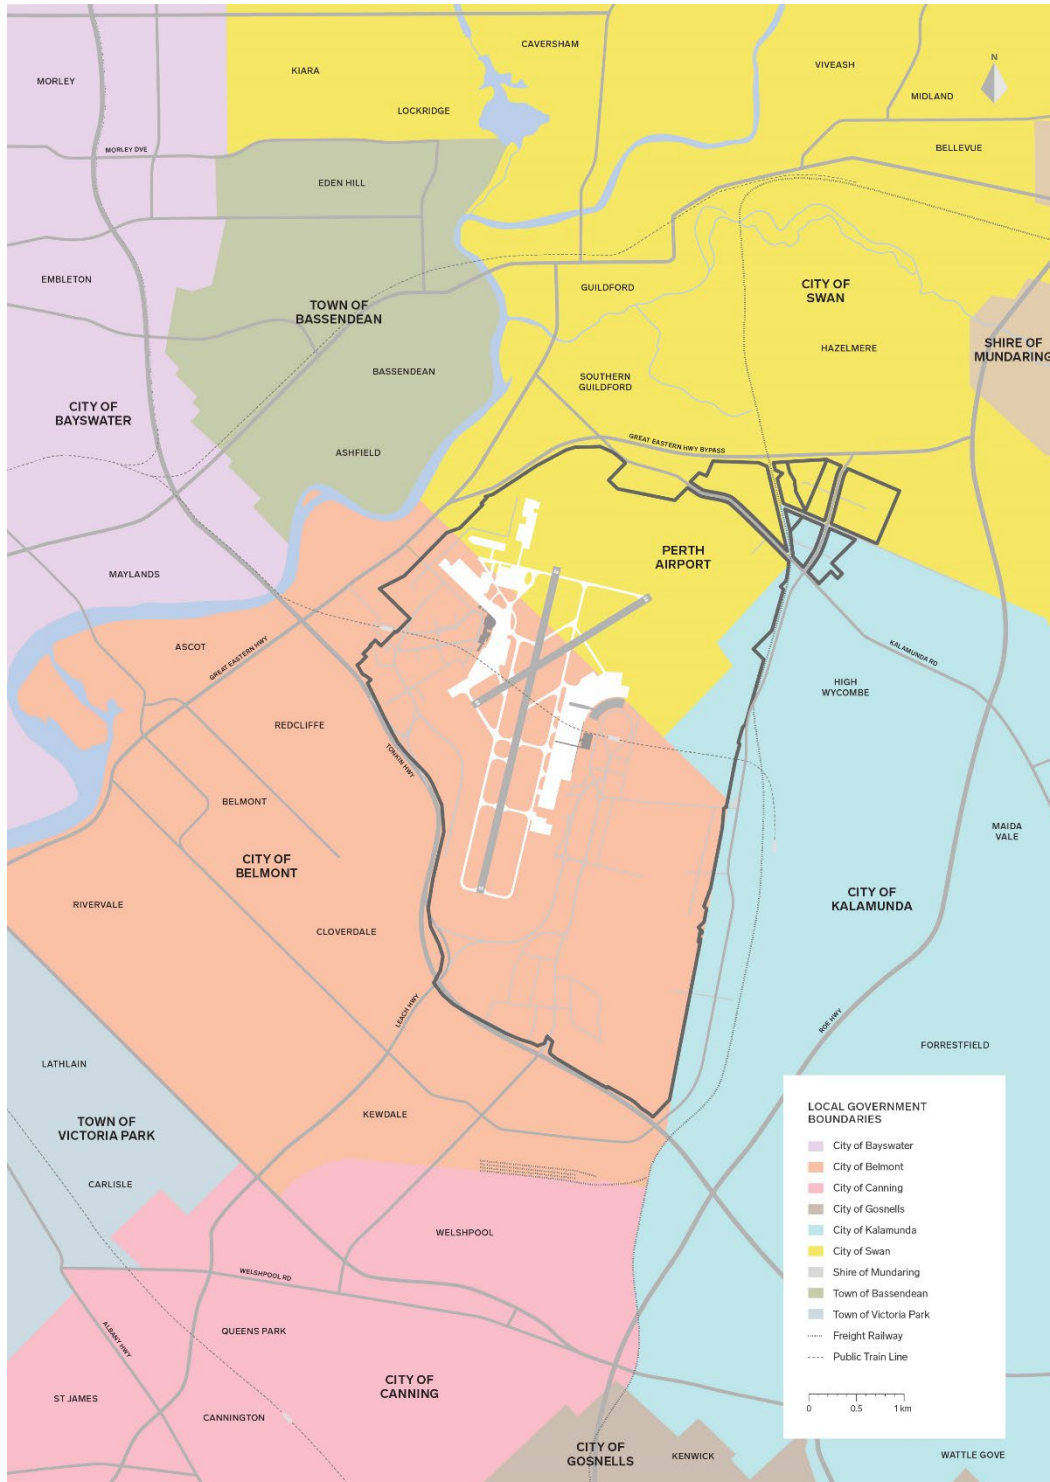 CAVERSHAM
VIVEASH
KIARA
MORLEY
N
MIDLAND
LOCKRIDGE
MORLEY DVE
BELLEVUE
EDEN HILL
EMBLETON
GUILDFORD
CITY OF
SWAN
TOWN OF
BASSENDEAN
HAZELMERE
SHIRE OF
MUNDARING
BASSENDEAN
SOUTHERN
GUILDFORD
CITY OF
BAYSWATER
GREAT EASTERN HWY BYPASS
ASHFIELD
PERTH
AIRPORT
MAYLANDS
ASCOT
GREAT EASTERN HWY
KALAMUNDA RD
HIGH
WYCOMBE
REDCLIFFE
TONKIN HWY
BELMONT
MAIDA
VALE
CITY OF
BELMONT
CITY OF
KALAMUNDA
RIVERVALE
CLOVERDALE
LEACH HWY
ROE HWY
FORRESTFIELD
LATHLAIN
KEWDALE
TOWN OF
VICTORIA PARK
CARLISLE
WELSHPOOL
WELSHPOOL RD
QUEENS PARK
ALBANY HWY
CITY OF
CANNING
ST JAMES
CANNINGTON
CITY OF
GOSNELLS
KENWICK
WATTLE GOVE
LOCAL GOVERNMENT
BOUNDARIES
City of Bayswater
City of Belmont
City of Canning
City of Gosnells
City of Kalamunda
City of Swan
Shire of Mundaring
Town of Bassendean
Town of Victoria Park
Freight Railway
Public Train Line
0 0.5 1 km